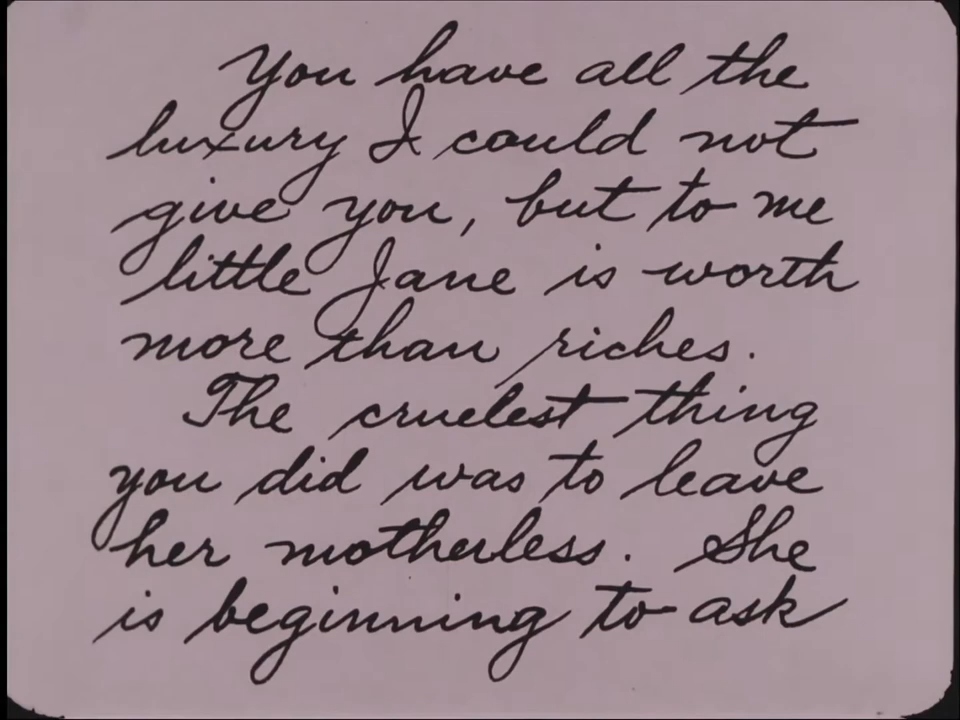 You have all the
luxury I could not
give you, but to me
little Jane is worth
more than riches.
The cruelest thing
you did was to leave
her motherless. She
is beginning to ask